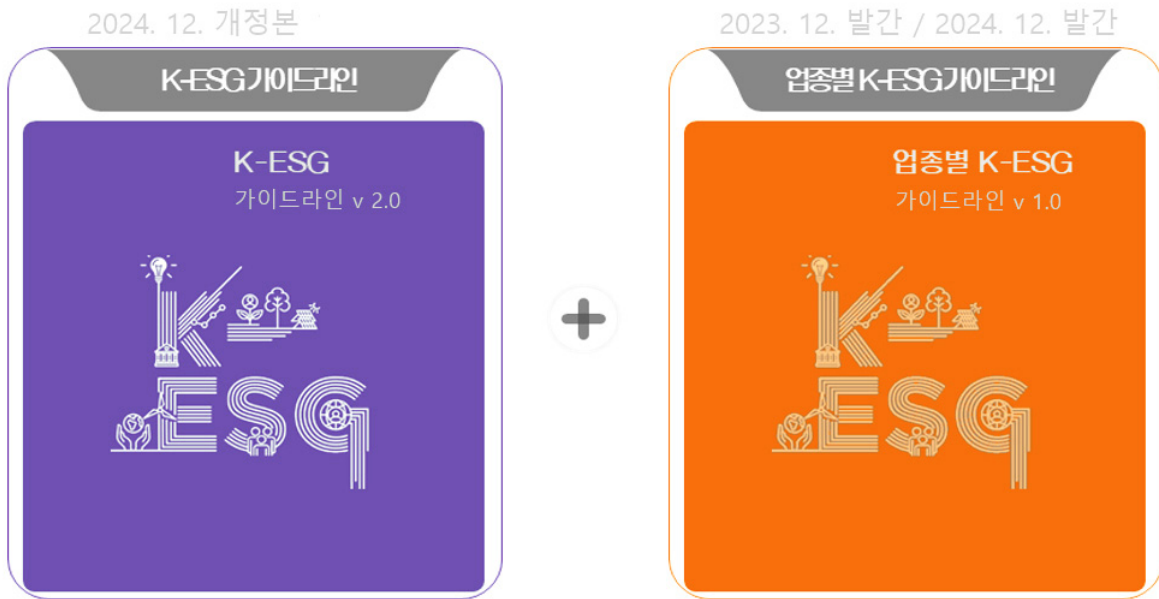 2024. 12. 개정본
K-ESG 가이드라인
K-ESG
가이드라인 v 2.0
K-
ESG
2023. 12. 발간 / 2024. 12. 발간
업종별 K-ESG 가이드라인
업종별 K-ESG
가이드라인 v 1.0
K-
ESG